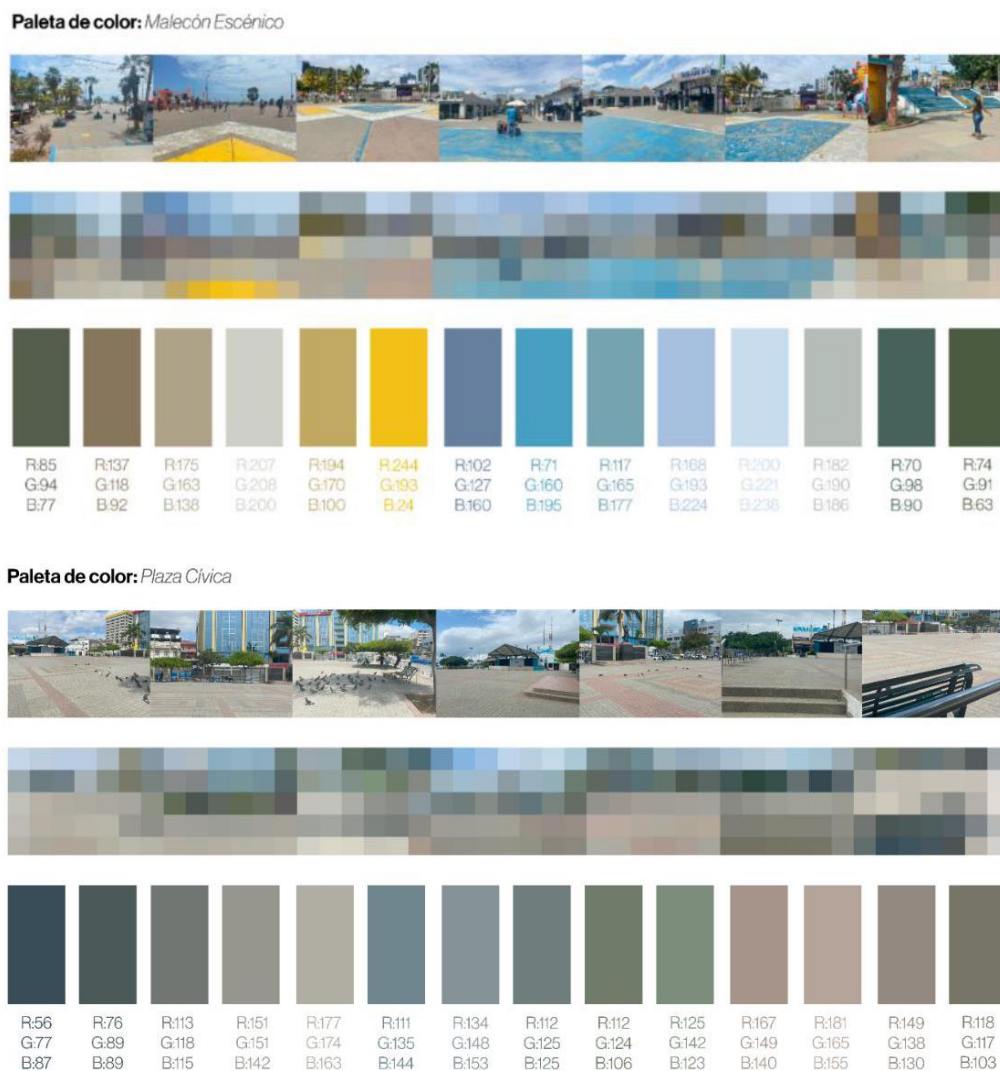 Paleta de color: Malecón Escénico
R:85 R:137 R:175 R:207 R:194 R:244 R:102 R:71 R:117 R:168 R:200 R:182 R:70 R:74
G:94 G:118 G:163 G:208 G:170 G:193 G:127 G:160 G:165 G:193 G:221 G:190 G:98 G:91
B:77 B:92 B:138 B:200 B:100 B:24 B:160 B:195 B:177 B:224 B:238 B:186 B:90 B:63
Paleta de color: Plaza Cívica
R:56 R:76 R:113 R:151 R:177 R:111 R:134 R:112 R:112 R:125 R:167 R:181 R:149 R:118
G:77 G:89 G:118 G:151 G:174 G:135 G:148 G:125 G:124 G:142 G:149 G:165 G:138 G:117
B:87 B:89 B:115 B:142 B:163 B:144 B:153 B:125 B:106 B:123 B:140 B:155 B:130 B:103